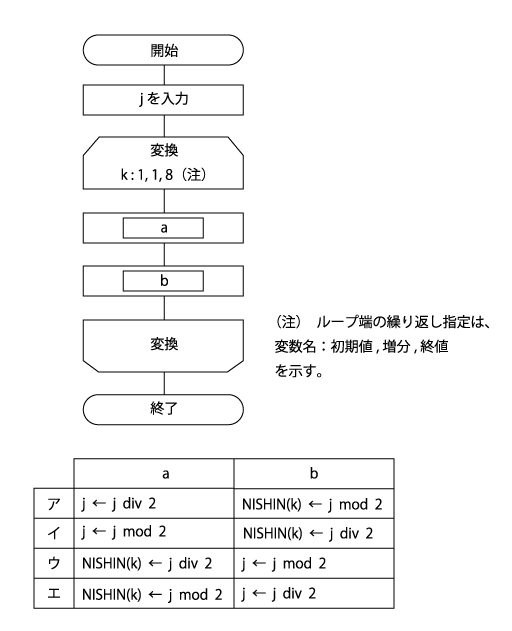 開始
jを入力
変換
k : 1, 1, 8（注）
a
b
変換
終了
（注） ループ端の繰り返し指定は、
変数名：初期値 , 増分 , 終値
を示す。
a b
ア j ← j div 2 NISHIN(k) ← j mod 2
イ j ← j mod 2 NISHIN(k) ← j div 2
ウ NISHIN(k) ← j div 2 j ← j mod 2
エ NISHIN(k) ← j mod 2 j ← j div 2